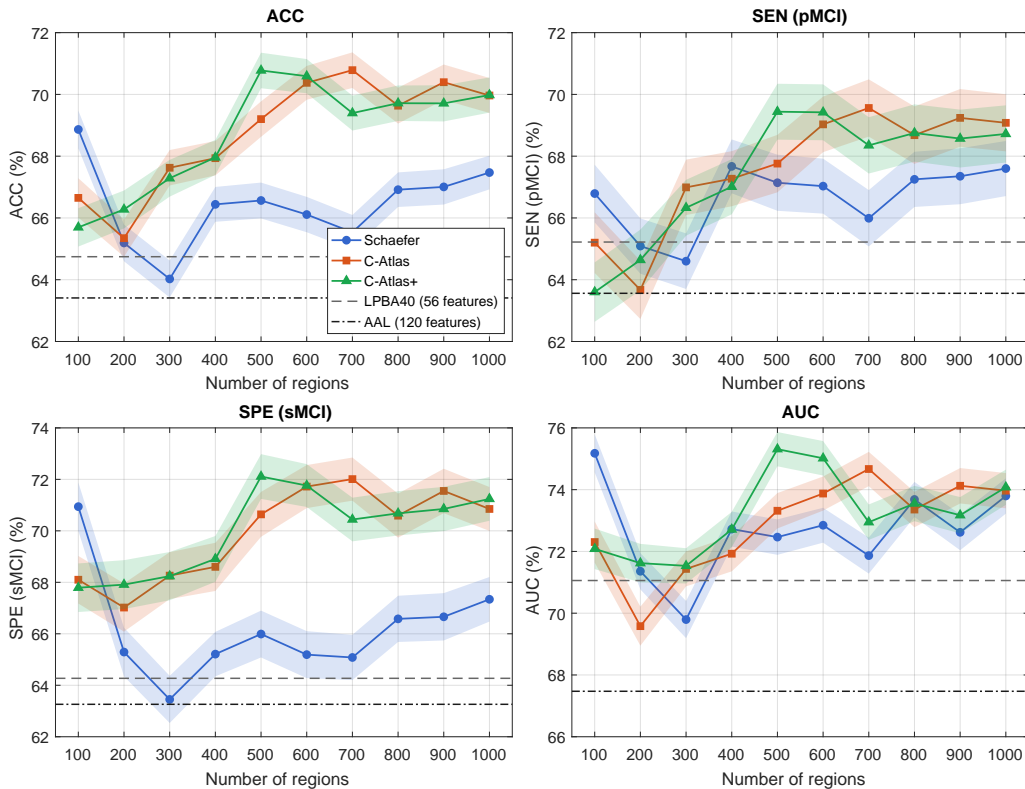 ACC
72
70
68
66
64
62
ACC (%)
100 200 300 400 500 600 700 800 900 1000
Number of regions
Schaefer
C-Atlas
C-Atlas+
LPBA40 (56 features)
AAL (120 features)
SEN (pMCI)
72
70
68
66
64
62
SEN (pMCI) (%)
100 200 300 400 500 600 700 800 900 1000
Number of regions
SPE (sMCI)
74
72
70
68
66
64
62
SPE (sMCI) (%)
100 200 300 400 500 600 700 800 900 1000
Number of regions
AUC
76
74
72
70
68
66
AUC (%)
100 200 300 400 500 600 700 800 900 1000
Number of regions